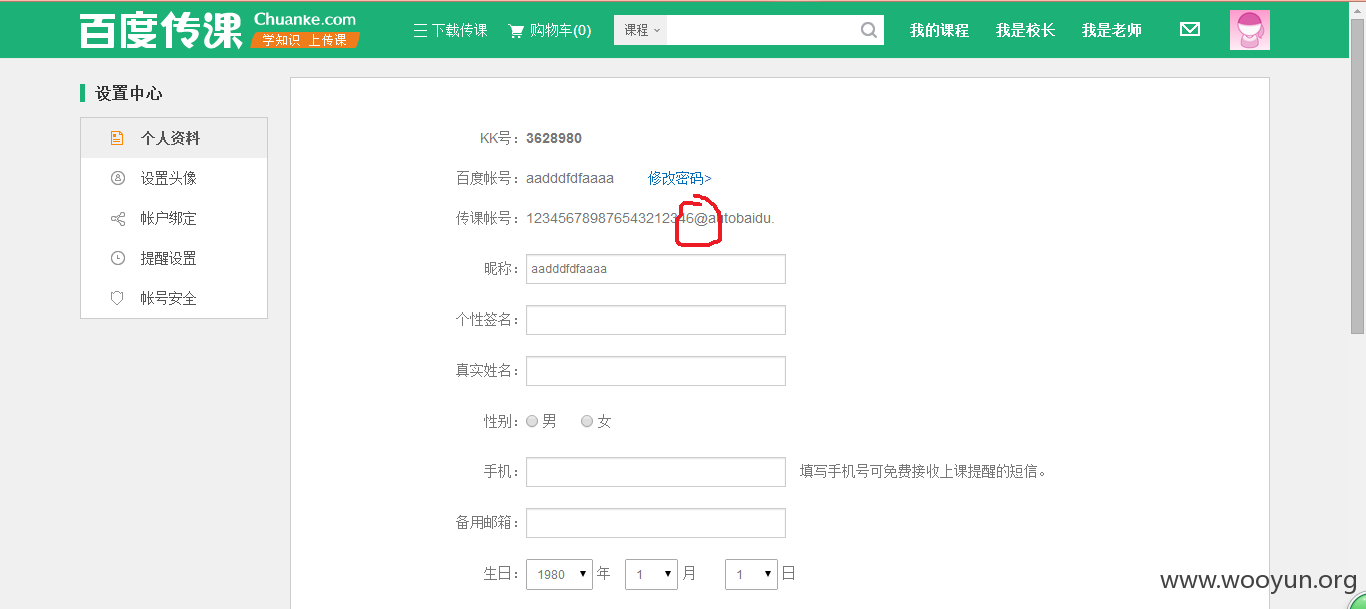 百度传课 Chuanke.com
学知识 上传课
下载传课 购物车(0) 课程 我的课程 我是校长 我是老师
设置中心
个人资料
设置头像
帐户绑定
提醒设置
帐号安全
KK号: 3628980
百度帐号: aadddfdfaaaa 修改密码>
传课帐号: 123456789876543212346@autobaidu.
昵称: aadddfdfaaaa
个性签名:
真实姓名:
性别: 男 女
手机: 填写手机号可免费接收上课提醒的短信。
备用邮箱:
生日: 1980 年 1 月 1 日
www.wooyun.org